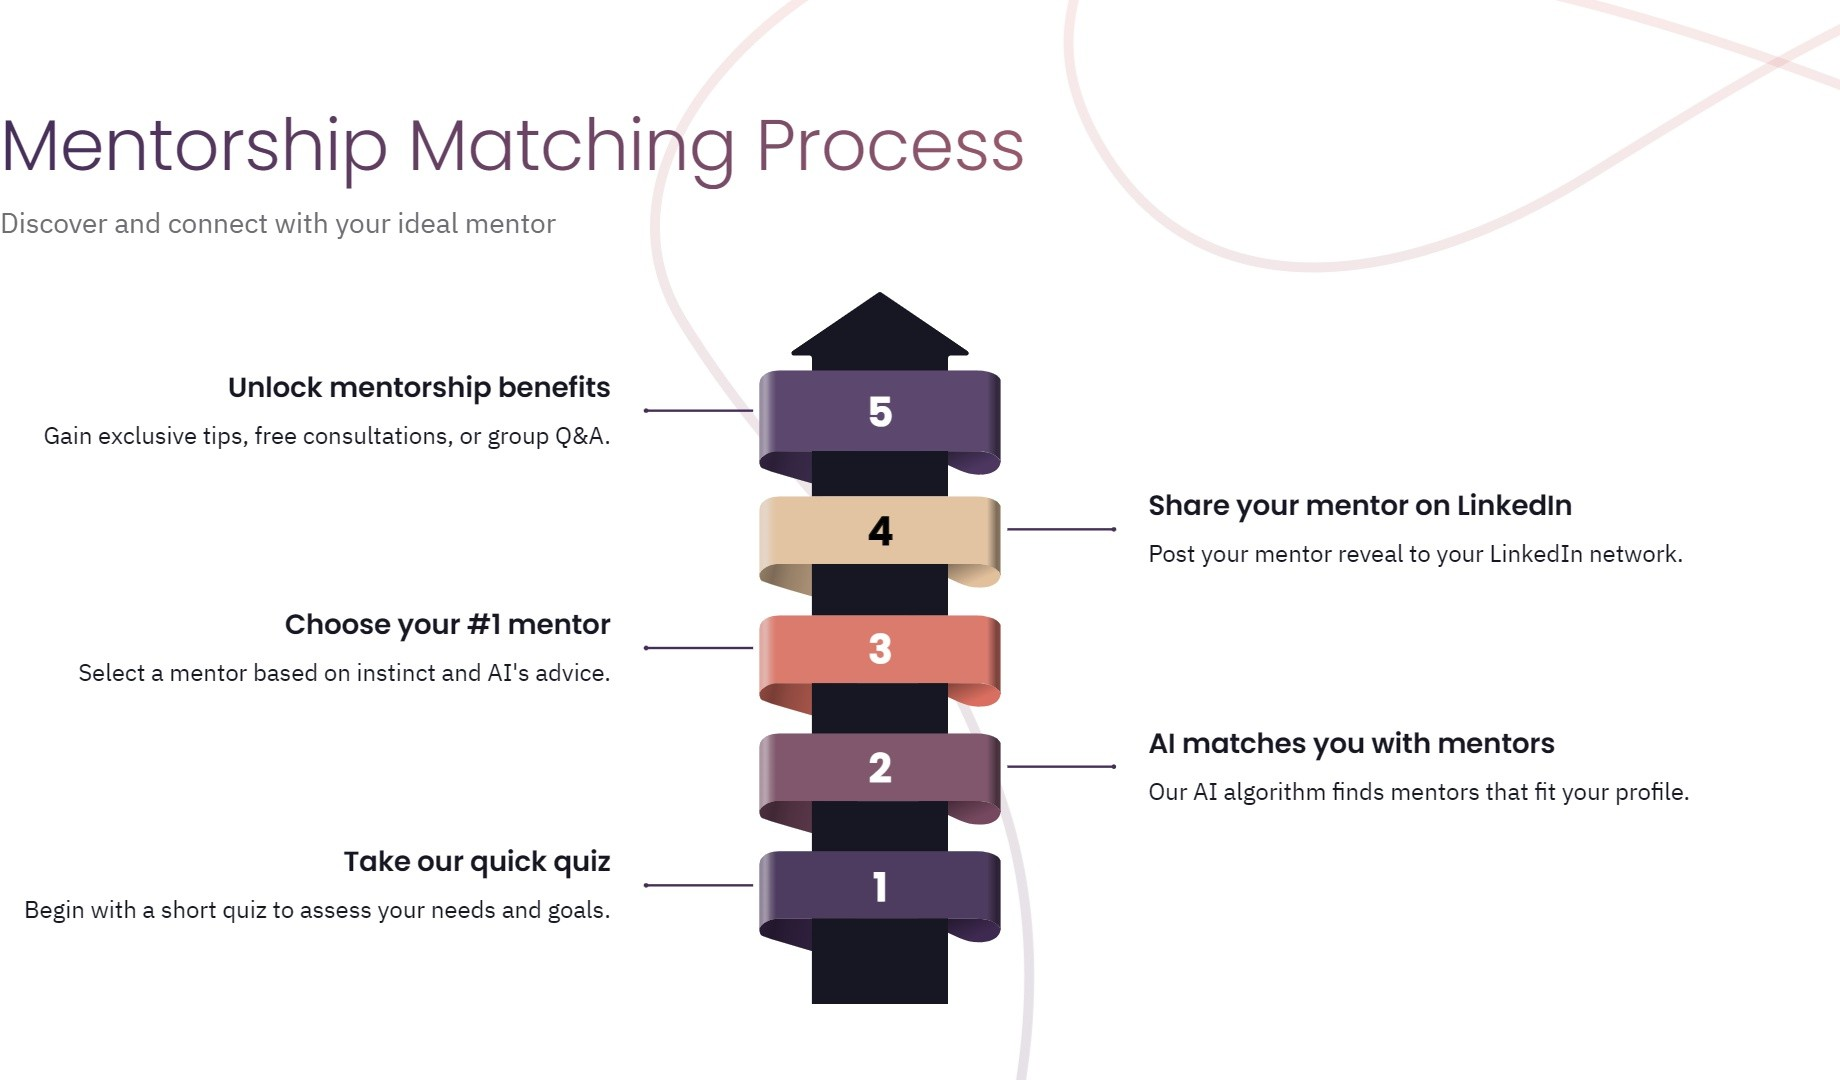 Mentorship Matching Process
Discover and connect with your ideal mentor
Unlock mentorship benefits
Gain exclusive tips, free consultations, or group Q&A.
5
4
Share your mentor on LinkedIn
Post your mentor reveal to your LinkedIn network.
Choose your #1 mentor
Select a mentor based on instinct and AI's advice.
3
2
AI matches you with mentors
Our AI algorithm finds mentors that fit your profile.
Take our quick quiz
Begin with a short quiz to assess your needs and goals.
1